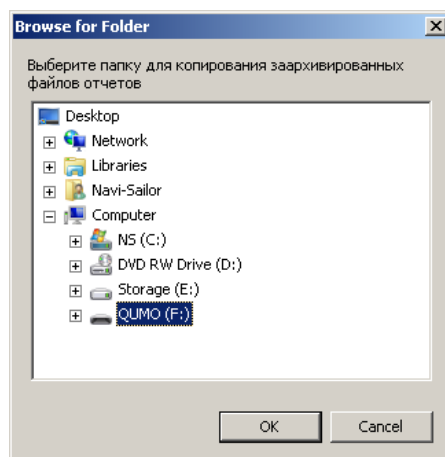 Browse for Folder
Выберите папку для копирования заархивированных
файлов отчетов
Desktop
Network
Libraries
Navi-Sailor
Computer
NS (C:)
DVD RW Drive (D:)
Storage (E:)
QUMO (F:)
OK
Cancel